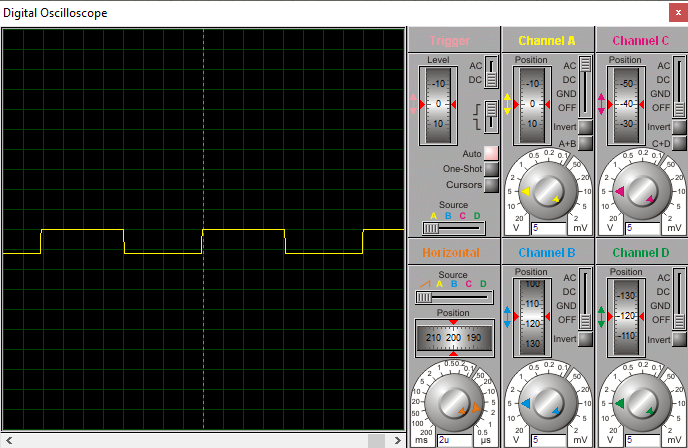 Digital Oscilloscope
x
Trigger
Level
-10
0
10
AC
DC
Auto
One-Shot
Cursors
Source
A B C D
Channel A
Position
-10
0
10
AC
DC
GND
OFF
Invert
A+B
20 10 5 2 1 0.5 0.2 0.1 50 20 10 5 2
V 5 mV
Channel C
Position
-50
-40
-30
AC
DC
GND
OFF
Invert
C+D
20 10 5 2 1 0.5 0.2 0.1 50 20 10 5 2
V 5 mV
Horizontal
Source
A B C D
Position
210 200 190
200 100 50 20 10 5 2 1 0.5 0.2 0.1 50 20 10 5 2 1 0.5
ms 2u µs
Channel B
Position
100
-110
-120
130
AC
DC
GND
OFF
Invert
20 10 5 2 1 0.5 0.2 0.1 50 20 10 5 2
V 5 mV
Channel D
Position
-130
-120
-110
AC
DC
GND
OFF
Invert
20 10 5 2 1 0.5 0.2 0.1 50 20 10 5 2
V 5 mV